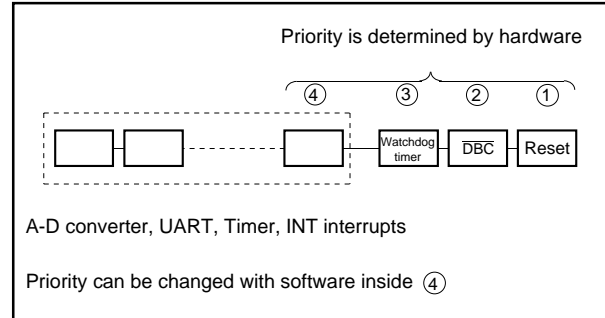 Priority is determined by hardware
④ ③ ② ①
Watchdog
timer
DBC
Reset
A-D converter, UART, Timer, INT interrupts
Priority can be changed with software inside ④